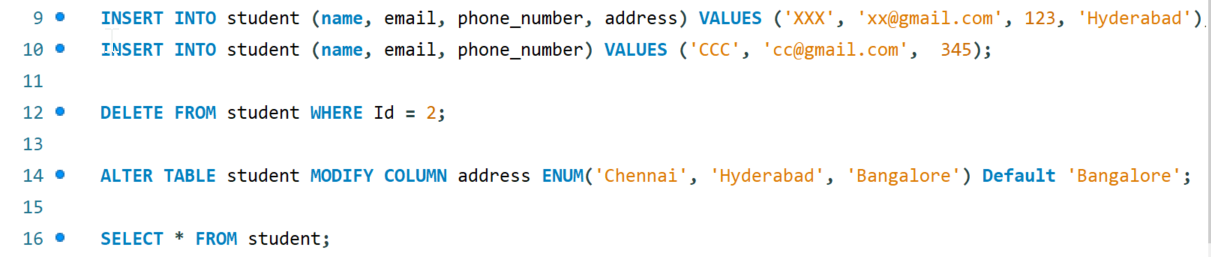 9 INSERT INTO student (name, email, phone_number, address) VALUES ('XXX', 'xx@gmail.com', 123, 'Hyderabad');
10 INSERT INTO student (name, email, phone_number) VALUES ('CCC', 'cc@gmail.com',  345);
11
12 DELETE FROM student WHERE Id = 2;
13
14 ALTER TABLE student MODIFY COLUMN address ENUM('Chennai', 'Hyderabad', 'Bangalore') Default 'Bangalore';
15
16 SELECT * FROM student;